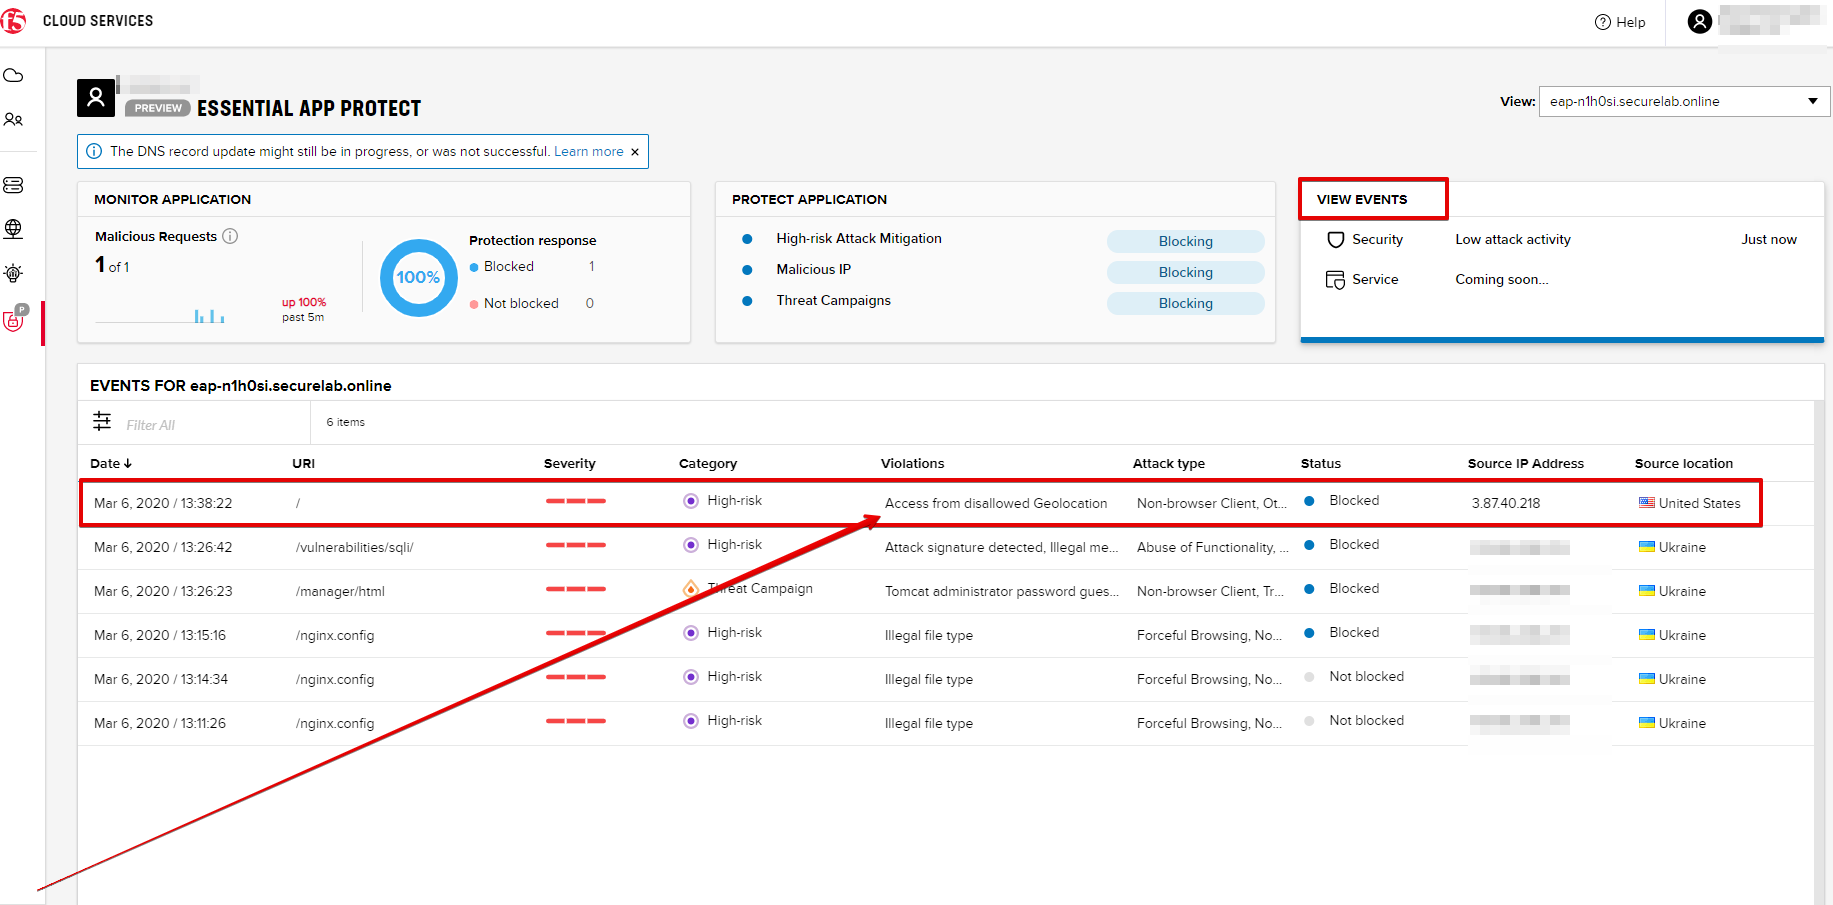 f5 CLOUD SERVICES
Help
PREVIEW ESSENTIAL APP PROTECT
View: eap-n1h0si.securelab.online
The DNS record update might still be in progress, or was not successful. Learn more ×
MONITOR APPLICATION
Malicious Requests
1 of 1
up 100%
past 5m
100%
Protection response
Blocked 1
Not blocked 0
PROTECT APPLICATION
High-risk Attack Mitigation Blocking
Malicious IP Blocking
Threat Campaigns Blocking
VIEW EVENTS
Security Low attack activity Just now
Service Coming soon...
P
EVENTS FOR eap-n1h0si.securelab.online
Filter All 6 items
Date URI Severity Category Violations Attack type Status Source IP Address Source location
Mar 6, 2020 / 13:38:22 / High-risk Access from disallowed Geolocation Non-browser Client, Ot... Blocked 3.87.40.218 United States
Mar 6, 2020 / 13:26:42 /vulnerabilities/sqli/ High-risk Attack signature detected, Illegal me... Abuse of Functionality, ... Blocked Ukraine
Mar 6, 2020 / 13:26:23 /manager/html Threat Campaign Tomcat administrator password gues... Non-browser Client, Tr... Blocked Ukraine
Mar 6, 2020 / 13:15:16 /nginx.config High-risk Illegal file type Forceful Browsing, No... Blocked Ukraine
Mar 6, 2020 / 13:14:34 /nginx.config High-risk Illegal file type Forceful Browsing, No... Not blocked Ukraine
Mar 6, 2020 / 13:11:26 /nginx.config High-risk Illegal file type Forceful Browsing, No... Not blocked Ukraine